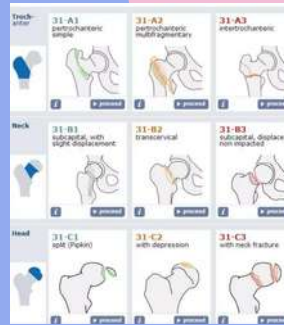 Troch-
anter
31-A1
pertrochanteric
simple
31-A2
pertrochanteric
multifragmentary
31-A3
intertrochanteric
i
proceed
i
proceed
i
proceed
Neck
31-B1
subcapital, with
slight displacement
31-B2
transcervical
31-B3
subcapital, displace
non impacted
i
proceed
i
proceed
i
proceed
Head
31-C1
split (Pipkin)
31-C2
with depression
31-C3
with neck fracture
i
proceed
i
proceed
i
proceed